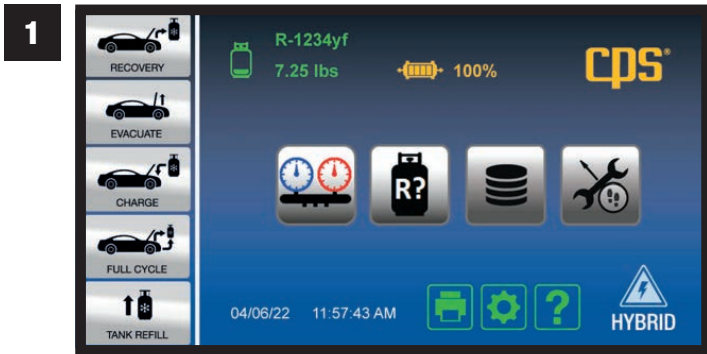 1
RECOVERY
EVACUATE
CHARGE
FULL CYCLE
TANK REFILL
R-1234yf
7.25 lbs
100%
cps®
R?
04/06/22 11:57:43 AM
?
HYBRID